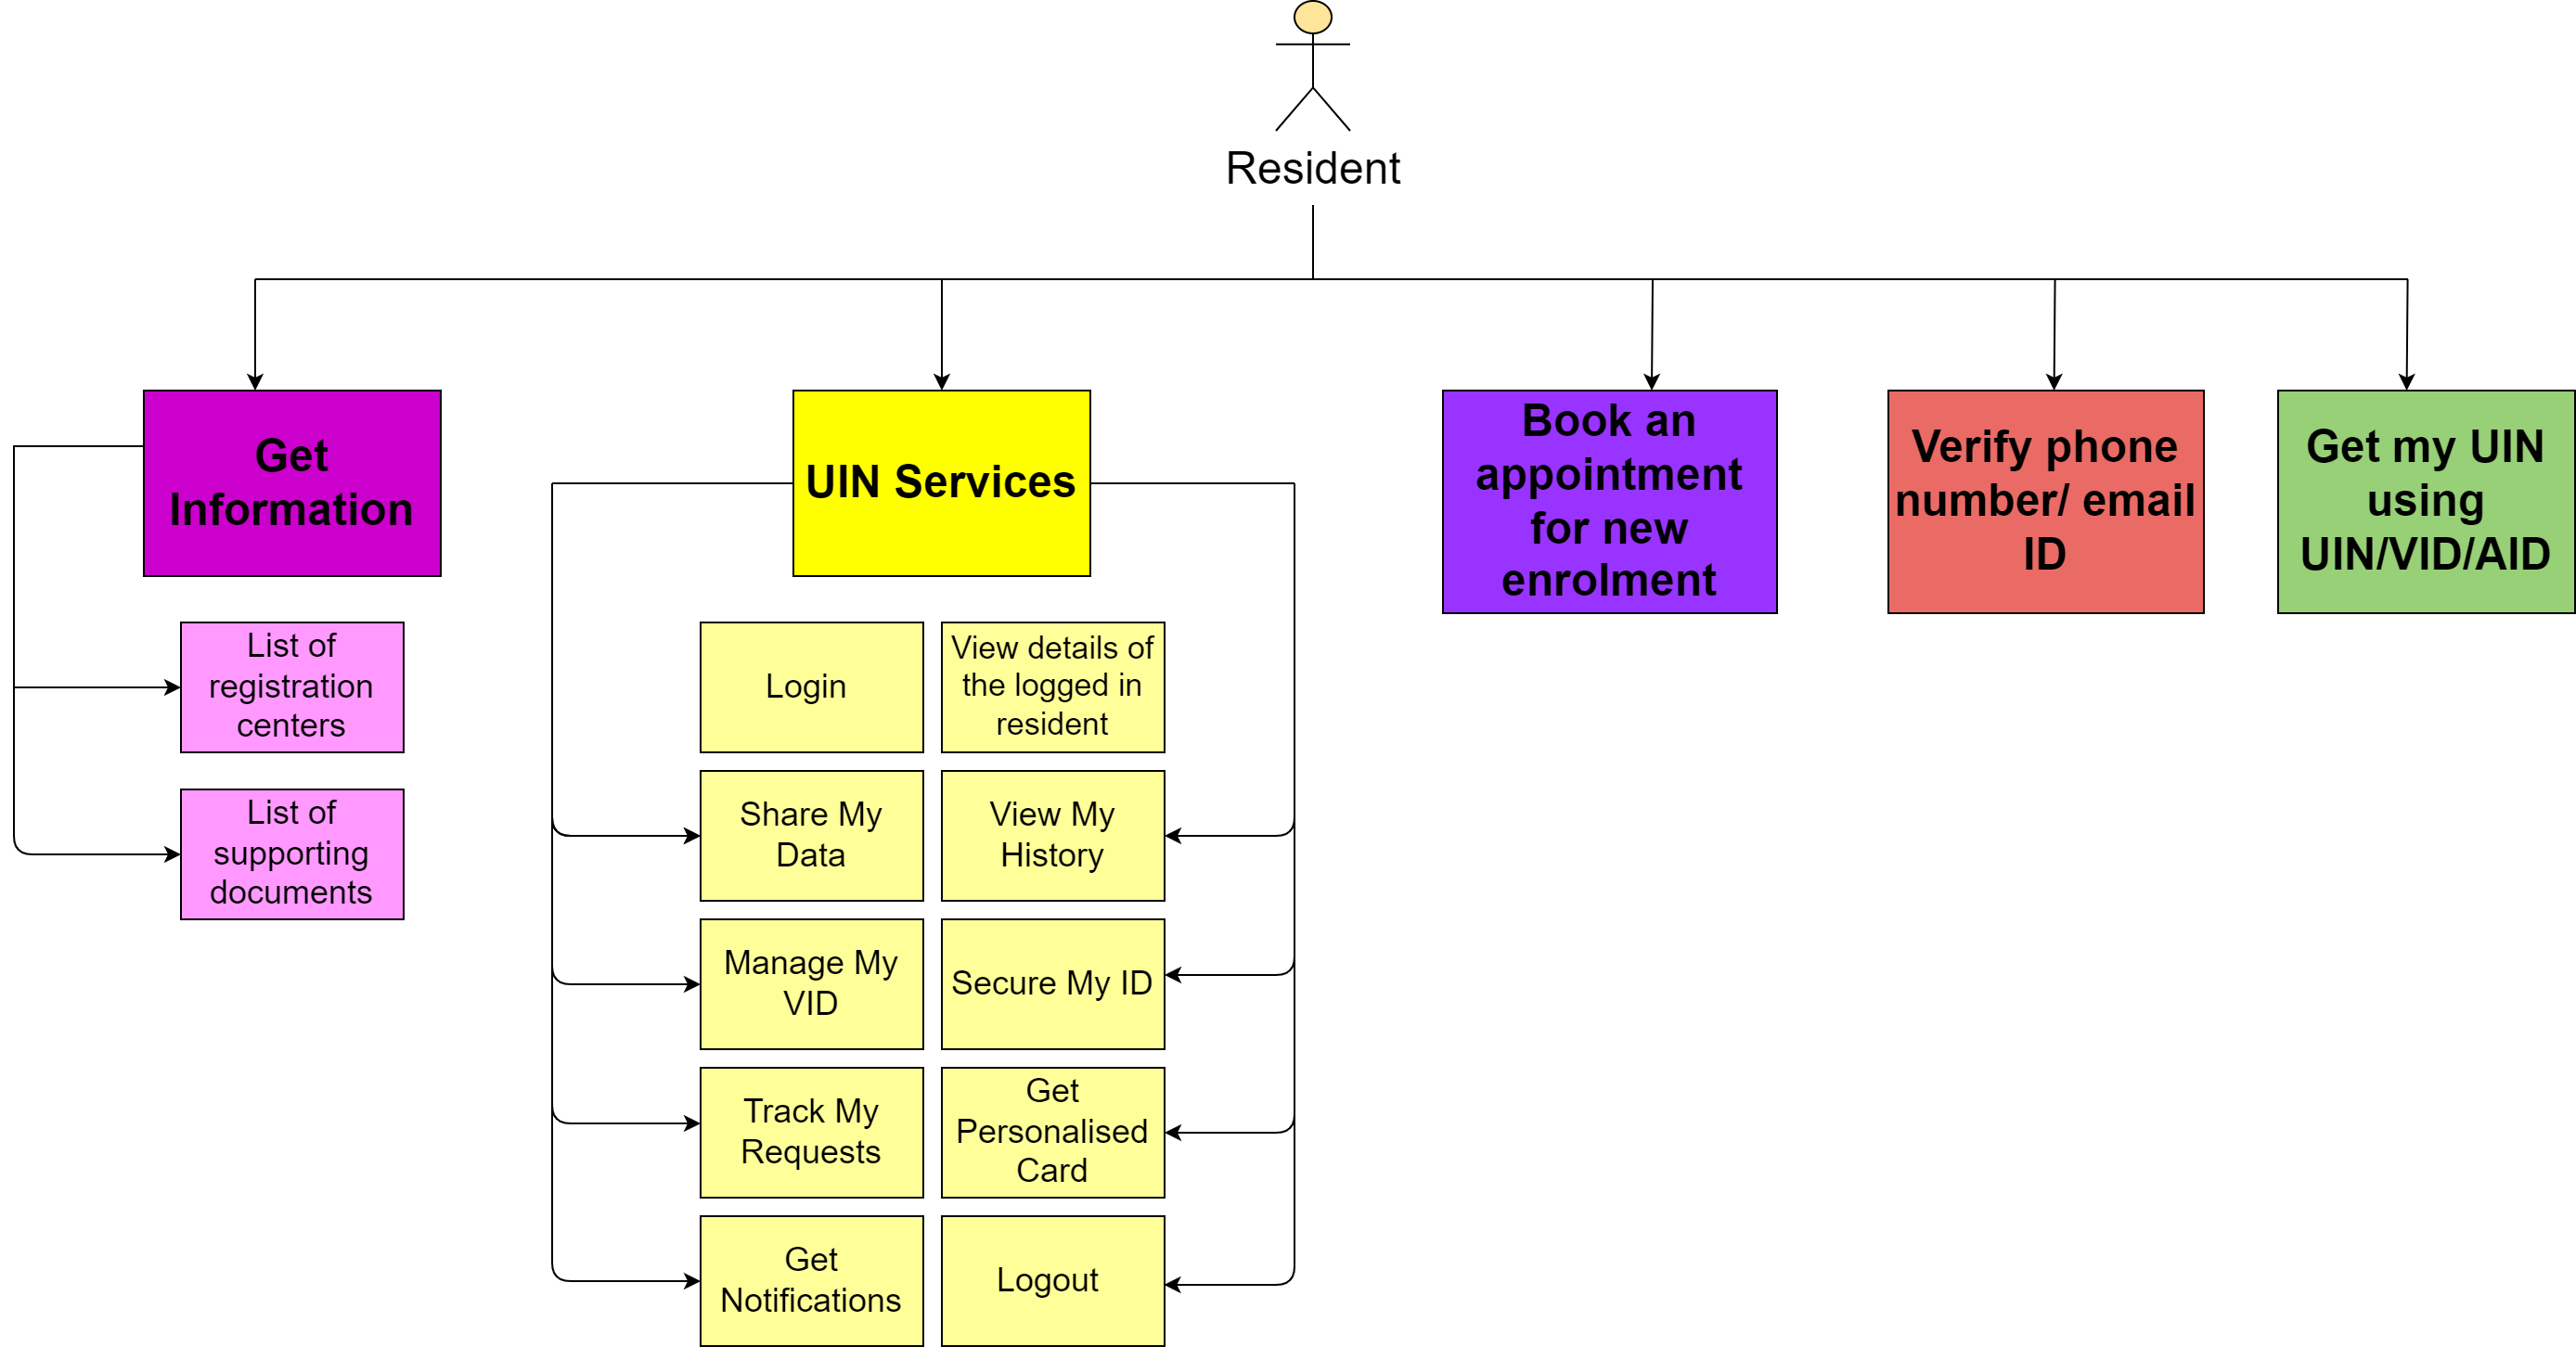 Resident
Get
Information
UIN Services
Book an
appointment
for new
enrolment
Verify phone
number/ email
ID
Get my UIN
using
UIN/VID/AID
List of
registration
centers
List of
supporting
documents
Login
View details of
the logged in
resident
Share My
Data
View My
History
Manage My
VID
Secure My ID
Track My
Requests
Get
Personalised
Card
Get
Notifications
Logout